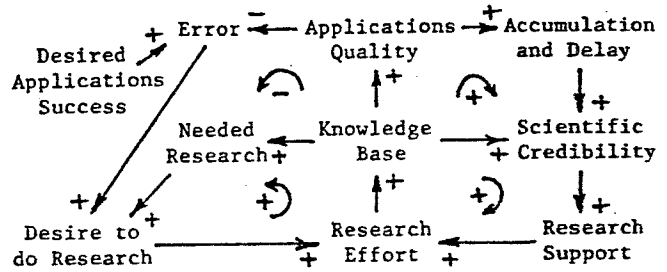 Error
Applications
Quality
Accumulation
and Delay
Desired
Applications
Success
Needed
Research
Knowledge
Base
Scientific
Credibility
Desire to
do Research
Research
Effort
Research
Support